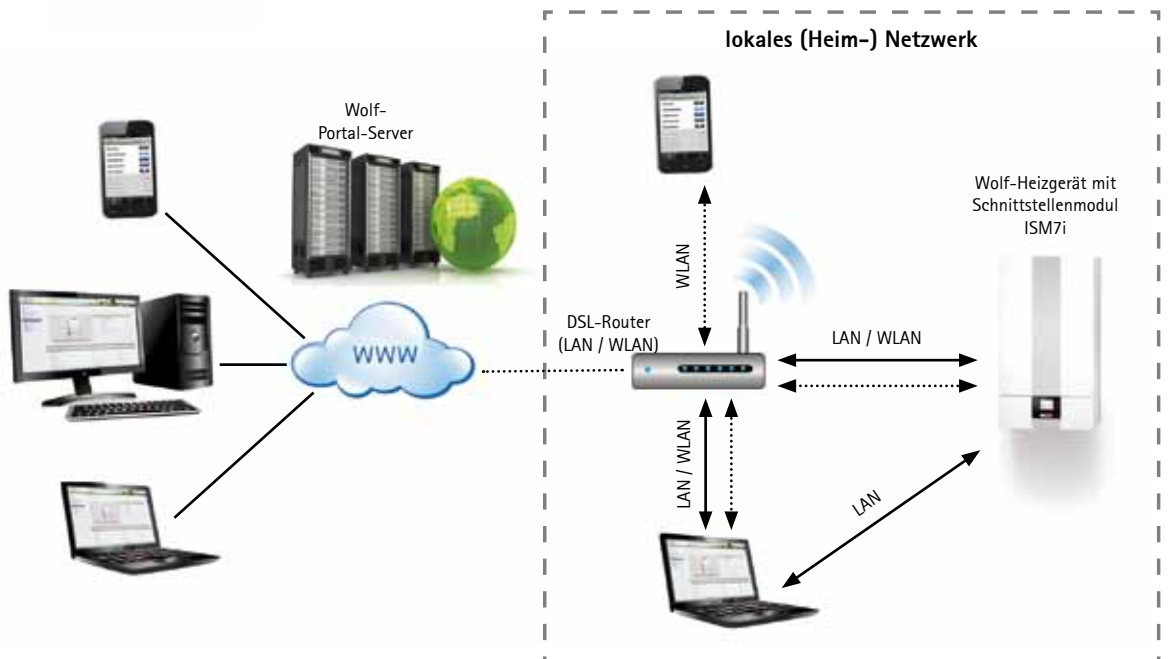 lokales (Heim-) Netzwerk
Wolf-
Portal-Server
Wolf-Heizgerät mit
Schnittstellenmodul
ISM7i
WLAN
DSL-Router
(LAN / WLAN)
LAN / WLAN
WWW
LAN / WLAN
LAN